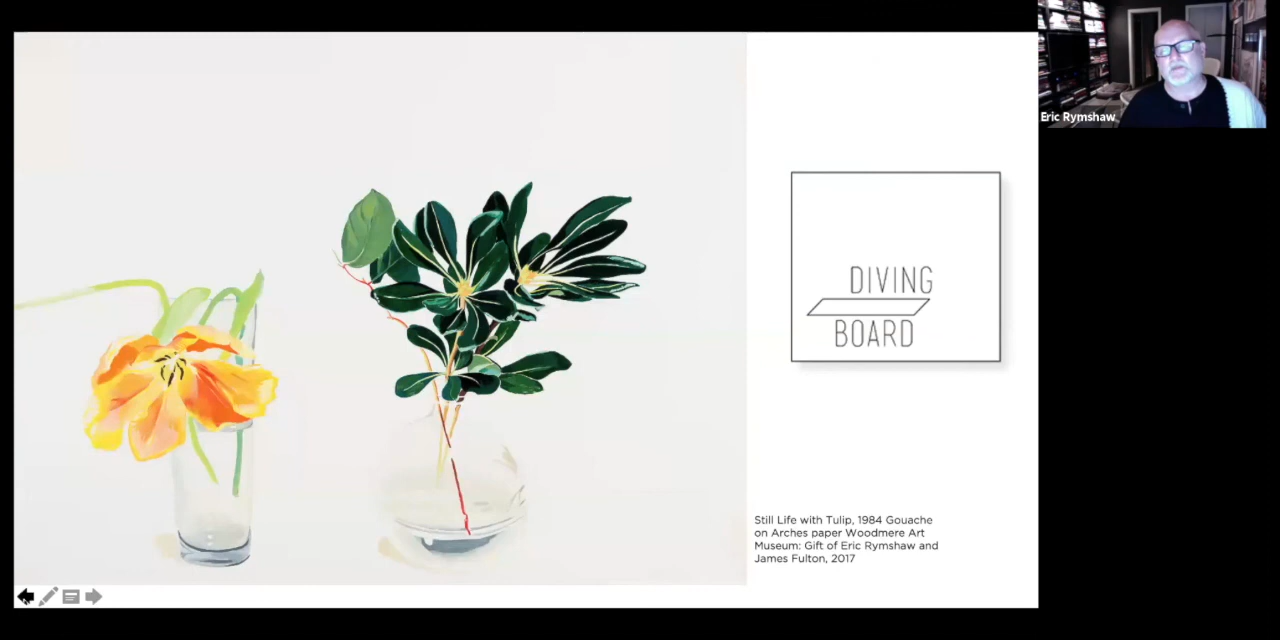 Eric Rymshaw
DIVING
BOARD
Still Life with Tulip, 1984 Gouache
on Arches paper Woodmere Art
Museum: Gift of Eric Rymshaw and
James Fulton, 2017